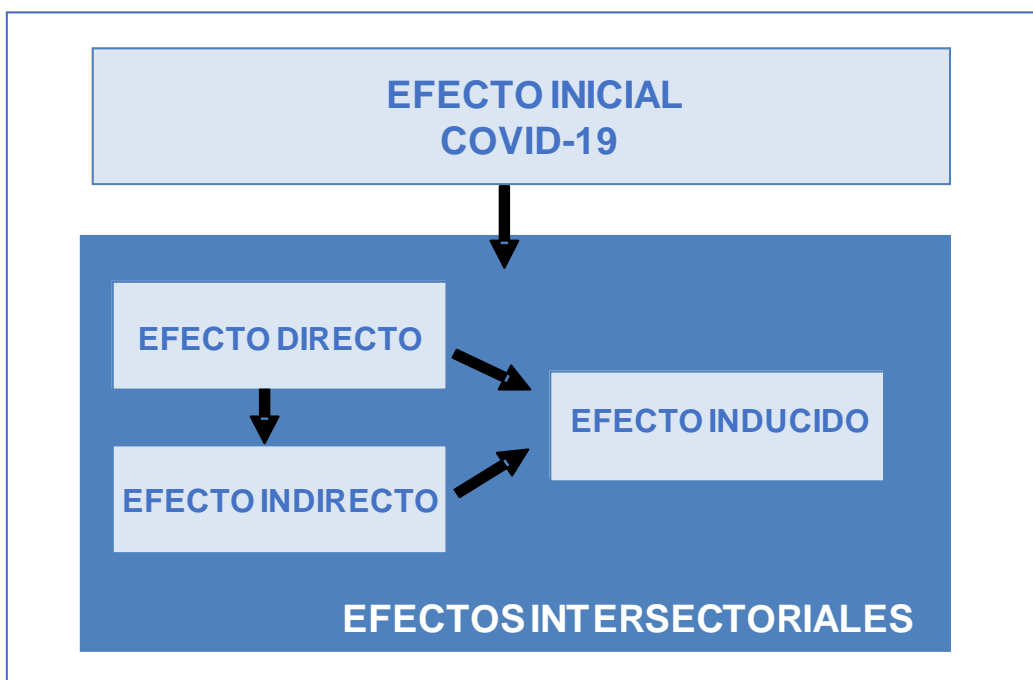 EFECTO INICIAL
COVID-19
EFECTO DIRECTO
EFECTO INDUCIDO
EFECTO INDIRECTO
EFECTOS INTERSECTORIALES